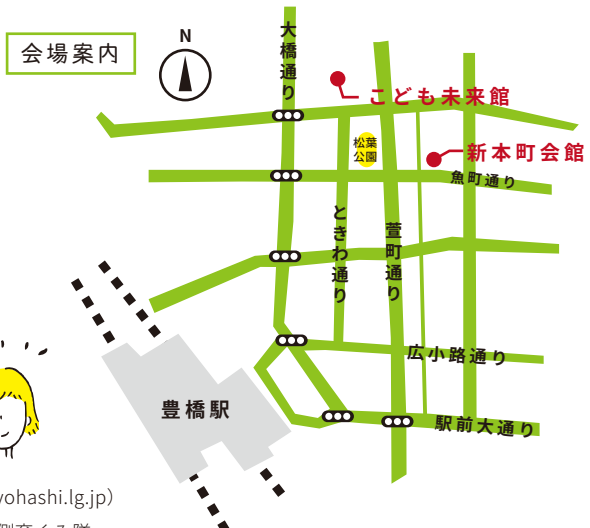 会場案内
N
大橋通り
こども未来館
松葉
公園
新本町会館
魚町通り
ときわ通り
萱町通り
広小路通り
豊橋駅
駅前大通り
yohashi.lg.jp）